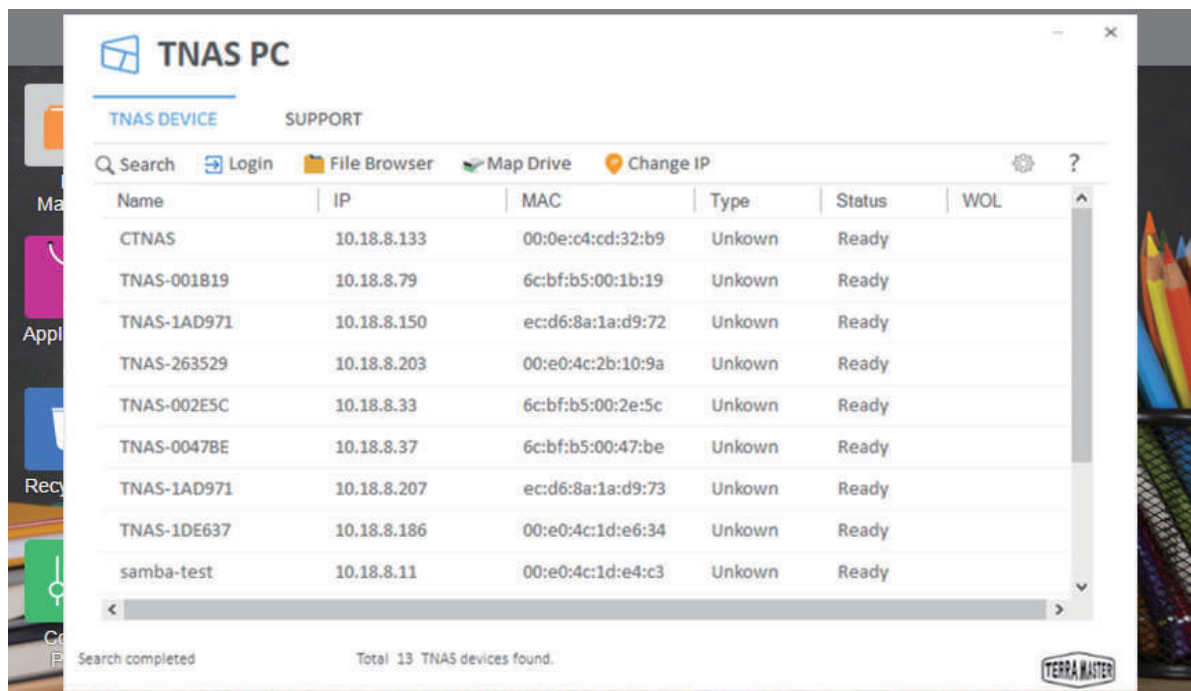 TNAS PC
TNAS DEVICE SUPPORT
Search Login File Browser Map Drive Change IP ?
Name IP MAC Type Status WOL
CTNAS 10.18.8.133 00:0e:c4:cd:32:b9 Unkown Ready
TNAS-001B19 10.18.8.79 6c:bf:b5:00:1b:19 Unkown Ready
TNAS-1AD971 10.18.8.150 ec:d6:8a:1a:d9:72 Unkown Ready
TNAS-263529 10.18.8.203 00:e0:4c:2b:10:9a Unkown Ready
TNAS-002E5C 10.18.8.33 6c:bf:b5:00:2e:5c Unkown Ready
TNAS-0047BE 10.18.8.37 6c:bf:b5:00:47:be Unkown Ready
TNAS-1AD971 10.18.8.207 ec:d6:8a:1a:d9:73 Unkown Ready
TNAS-1DE637 10.18.8.186 00:e0:4c:1d:e6:34 Unkown Ready
samba-test 10.18.8.11 00:e0:4c:1d:e4:c3 Unkown Ready
Search completed Total 13 TNAS devices found.
TERRA MASTER
Ma
Appl
Recy
Co
P